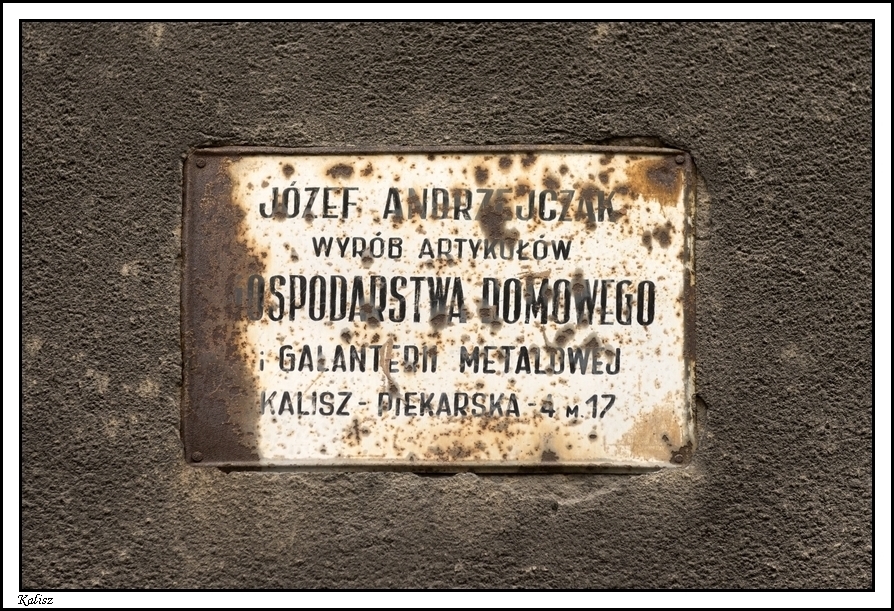 JÓZEF ANDRZEJCZAK
WYRÓB ARTYKUŁÓW
GOSPODARSTWA DOMOWEGO
i GALANTERII METALOWEJ
KALISZ - PIEKARSKA - 4 M 17
Kalisz